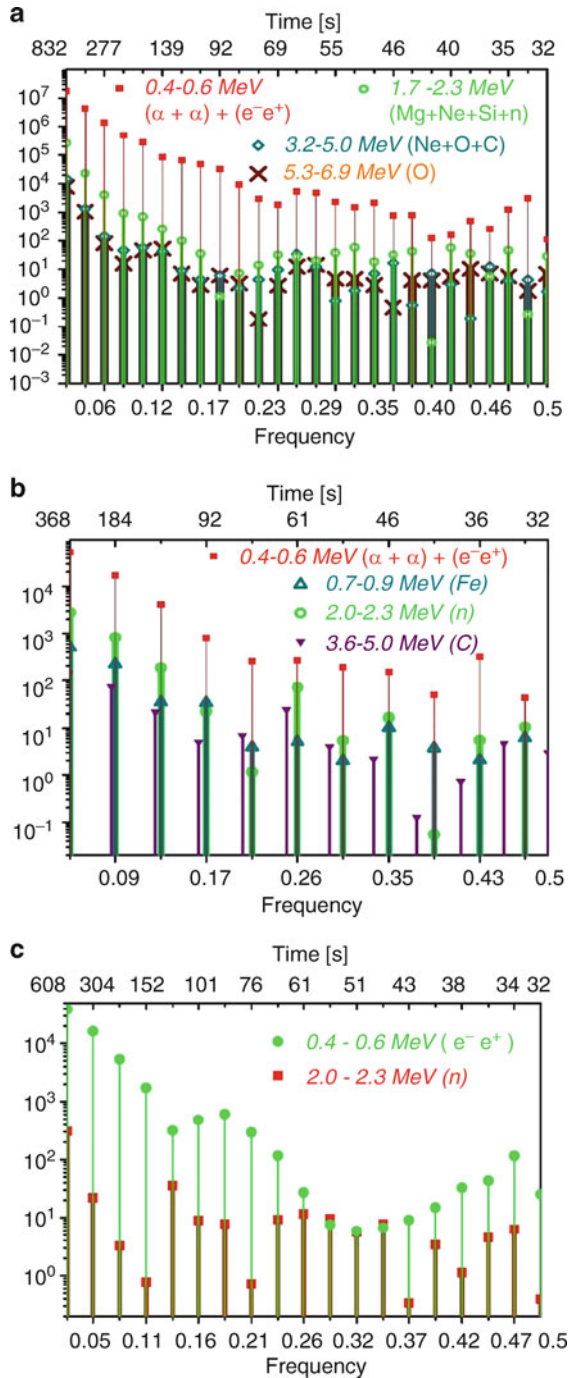 a
Time [s]
832 277 139 92 69 55 46 40 35 32
0.4-0.6 MeV
(α + α) + (e⁻e⁺)
1.7 -2.3 MeV
(Mg+Ne+Si+n)
3.2-5.0 MeV (Ne+O+C)
5.3-6.9 MeV (O)
10⁷
10⁶
10⁵
10⁴
10³
10²
10¹
10⁰
10⁻¹
10⁻²
10⁻³
0.06 0.12 0.17 0.23 0.29 0.35 0.40 0.46 0.5
Frequency
b
Time [s]
368 184 92 61 46 36 32
0.4-0.6 MeV (α + α) + (e⁻e⁺)
0.7-0.9 MeV (Fe)
2.0-2.3 MeV (n)
3.6-5.0 MeV (C)
10⁴
10³
10²
10¹
10⁰
10⁻¹
0.09 0.17 0.26 0.35 0.43 0.5
Frequency
c
Time [s]
608 304 152 101 76 61 51 43 38 34 32
0.4 - 0.6 MeV ( e⁻ e⁺ )
2.0 - 2.3 MeV (n)
10⁴
10³
10²
10¹
10⁰
0.05 0.11 0.16 0.21 0.26 0.32 0.37 0.42 0.47 0.5
Frequency